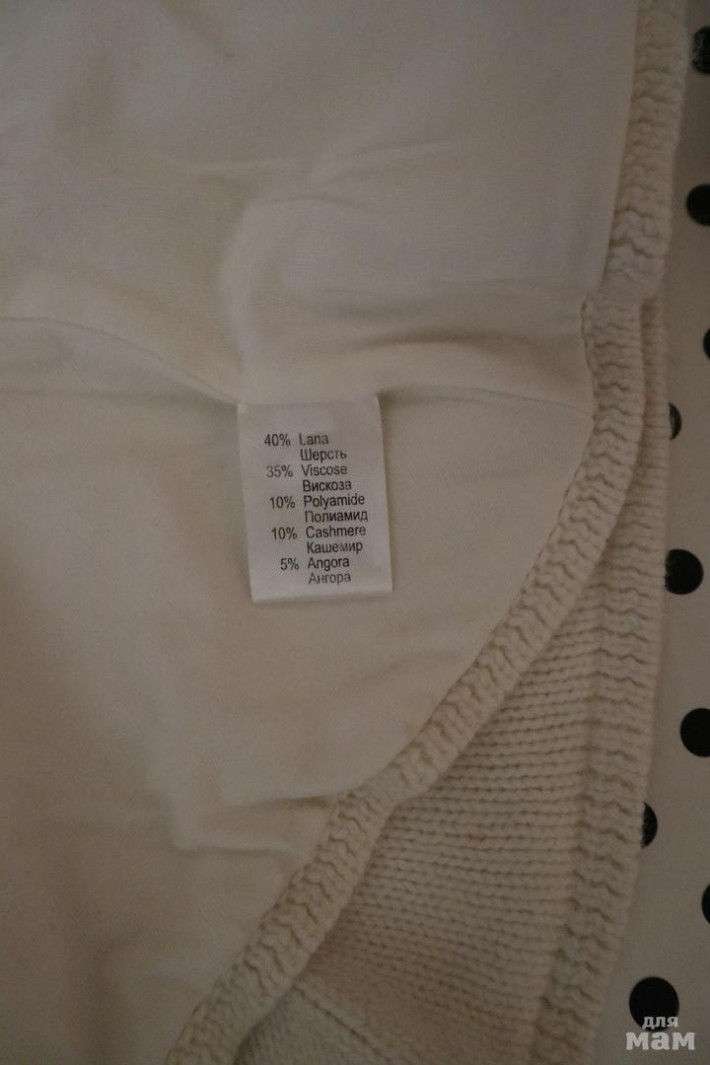 40% Lana
Шерсть
35% Viscose
Вискоза
10% Polyamide
Полиамид
10% Cashmere
Кашемир
5% Angora
Ангора
для
мам